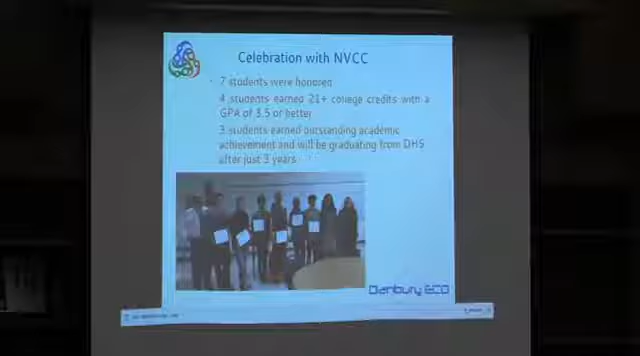 Celebration with NVCC
7 students were honored
4 students earned 21+ college credits with a
GPA of 3.5 or better
3 students earned outstanding academic
achievement and will be graduating from DHS
after just 3 years
Danbury ECO